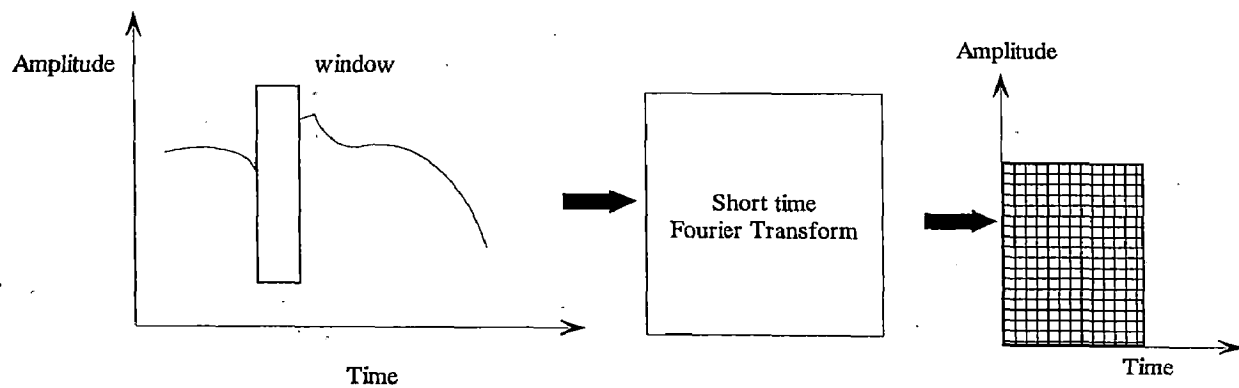 Amplitude
window
Time
Short time
Fourier Transform
Amplitude
Time